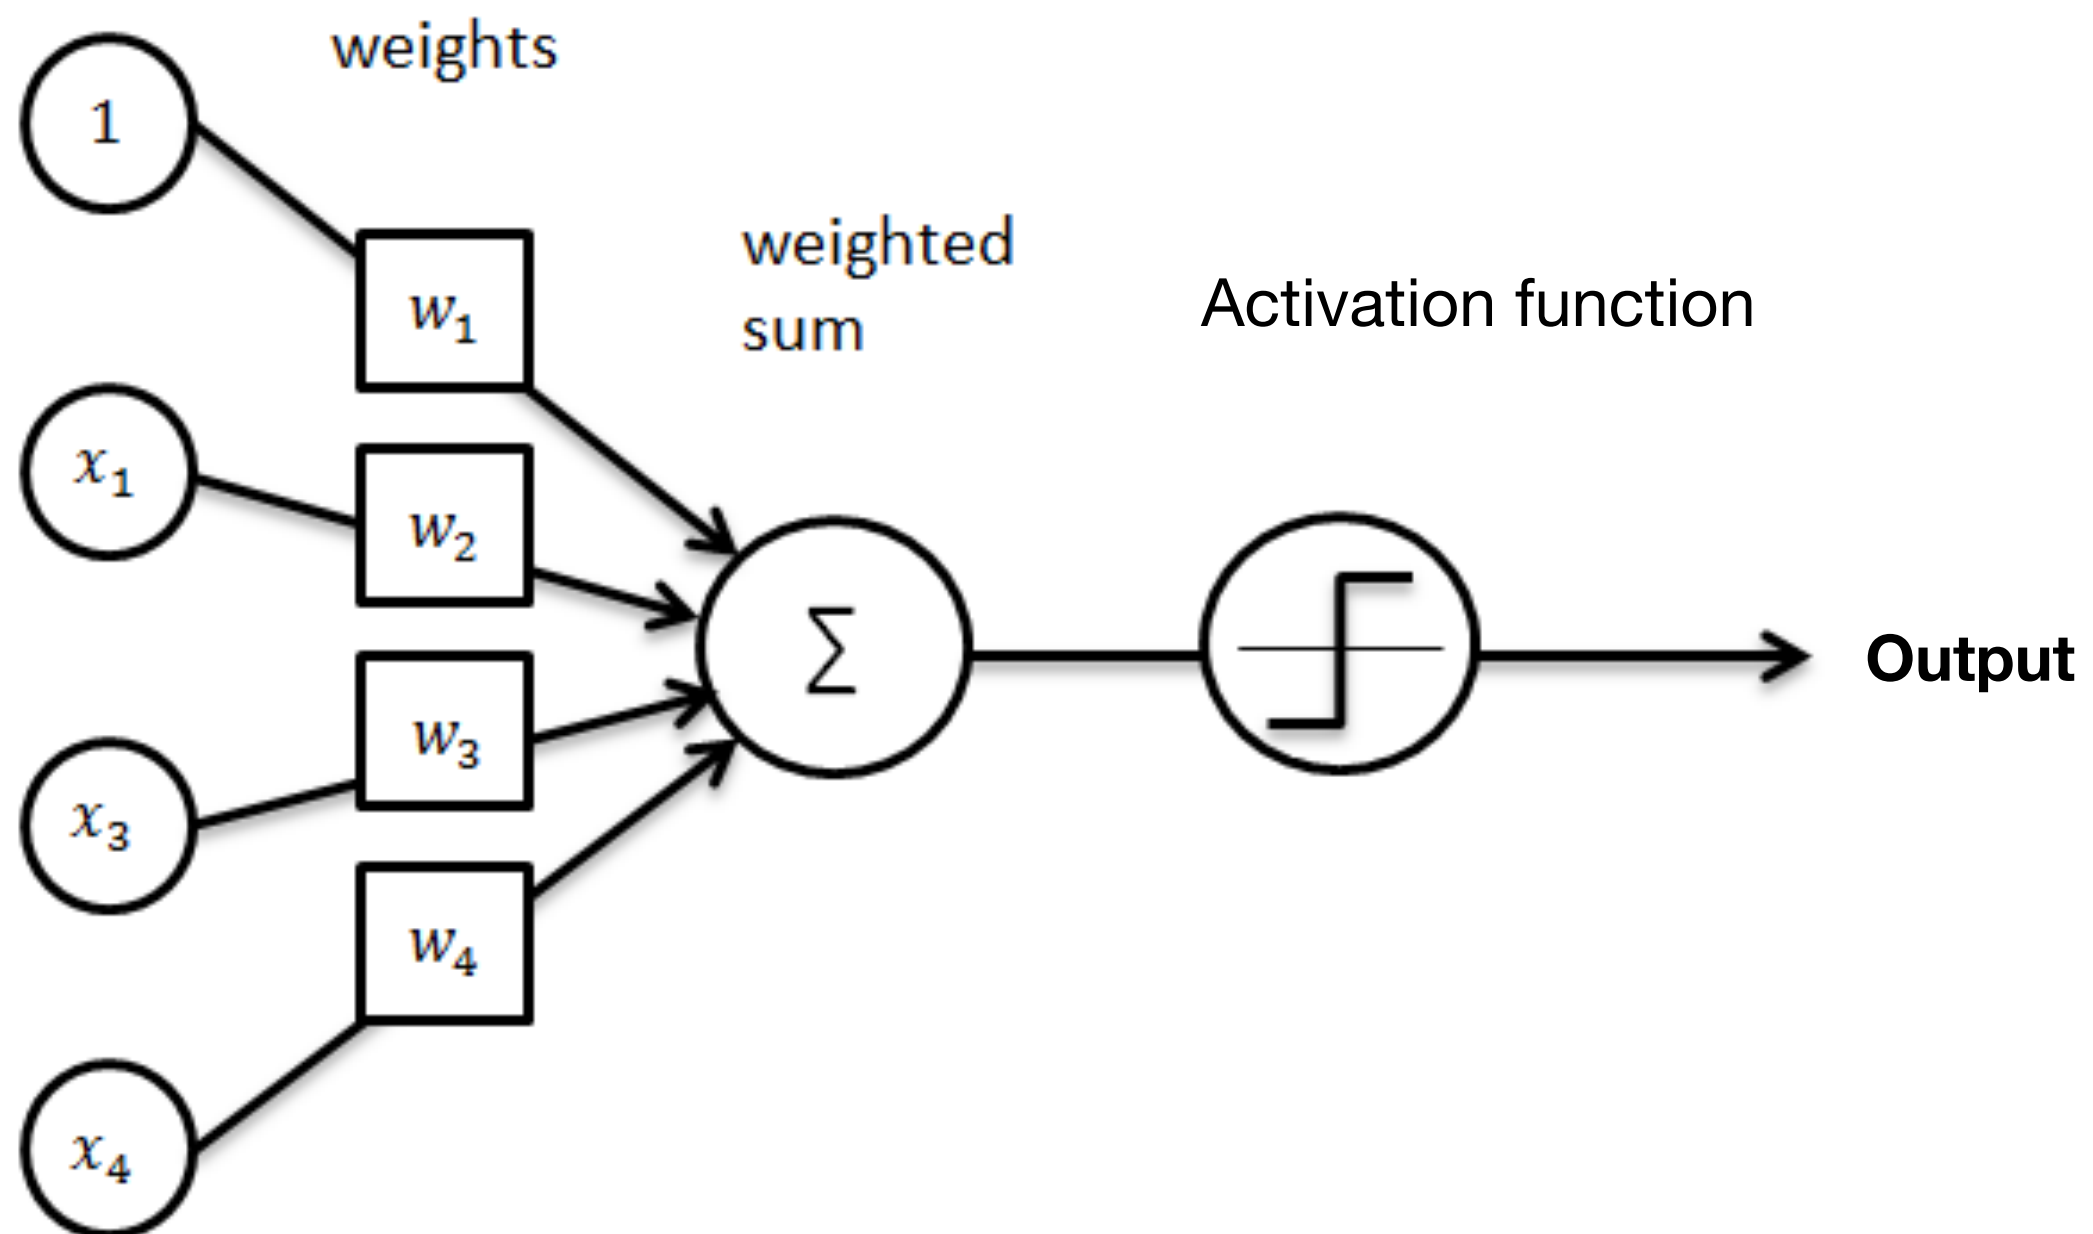 weights
1
w₁
weighted
sum
Activation function
x₁
w₂
∑
Output
w₃
x₃
w₄
x₄